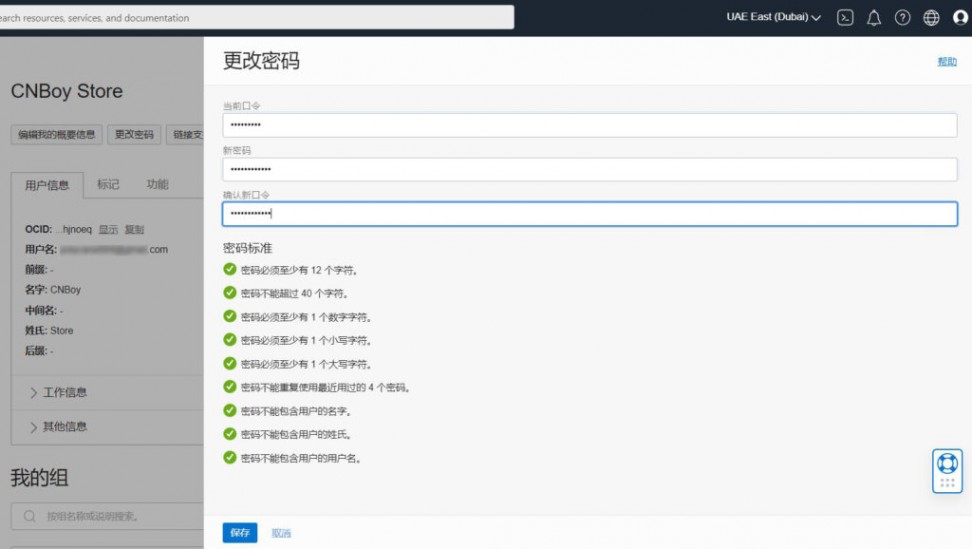 earch resources, services, and documentation
UAE East (Dubai)
CNBoy Store
编辑我的概要信息
更改密码
链接支
用户信息
标记
功能
OCID: ...hjnoeq 显示 复制
用户名: .com
前缀: -
名字: CNBoy
中间名: -
姓氏: Store
后缀: -
工作信息
其他信息
我的组
按组名称或说明搜索。
更改密码
帮助
当前口令
•••••••••
新密码
••••••••••••
确认新口令
••••••••••••
密码标准
密码必须至少有 12 个字符。
密码不能超过 40 个字符。
密码必须至少有 1 个数字字符。
密码必须至少有 1 个小写字符。
密码必须至少有 1 个大写字符。
密码不能重复使用最近用过的 4 个密码。
密码不能包含用户的名字。
密码不能包含用户的姓氏。
密码不能包含用户的用户名。
保存
取消